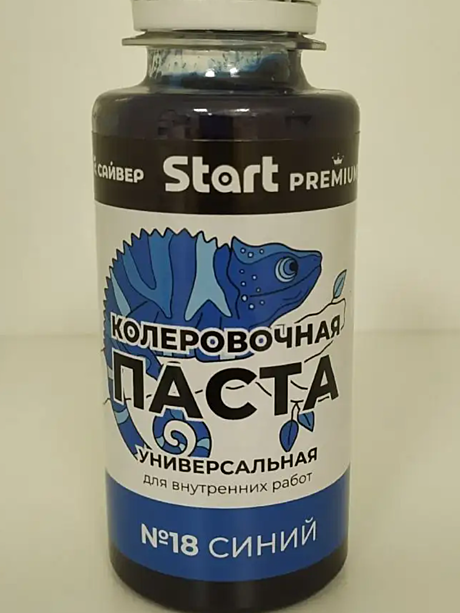 САЙВЕР Start PREMIUM
КОЛЕРОВОЧНАЯ
ПАСТА
УНИВЕРСАЛЬНАЯ
для внутренних работ
№18 СИНИЙ